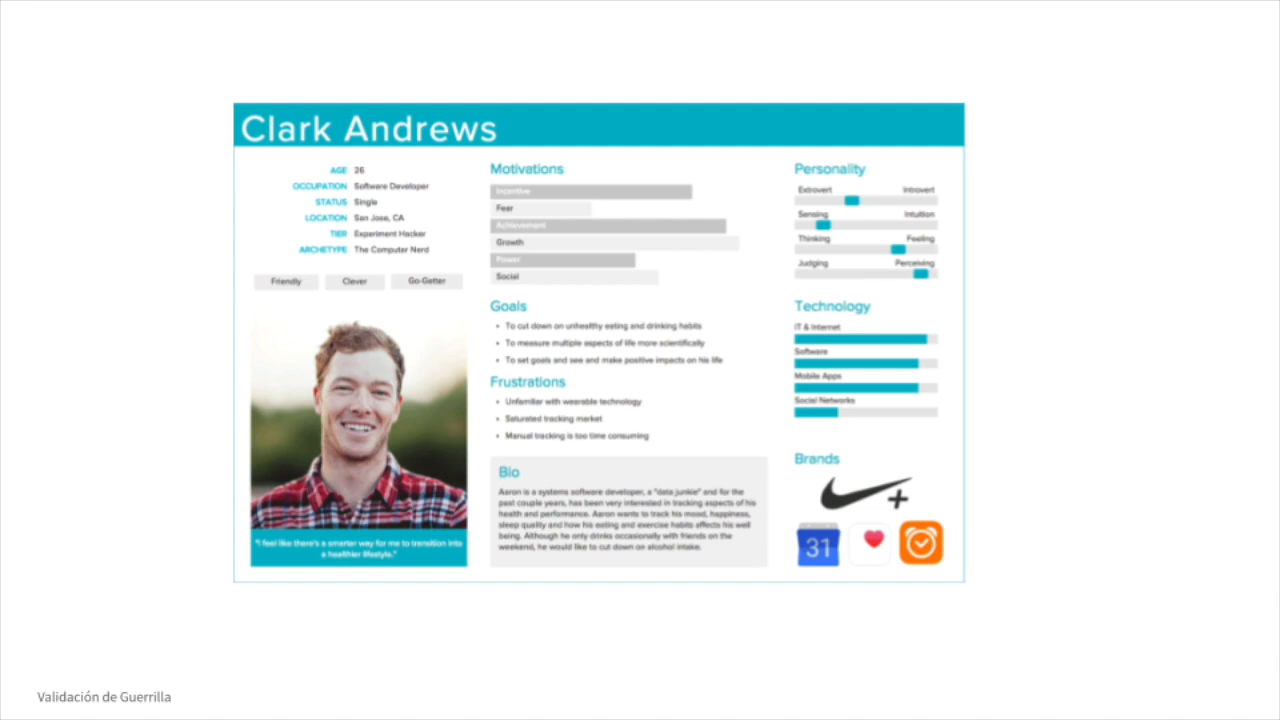 Clark Andrews
AGE 26
OCCUPATION Software Developer
STATUS Single
LOCATION San Jose, CA
TIER Experiment Hacker
ARCHETYPE The Computer Nerd
Friendly Clever Go-Getter
"I feel like there's a smarter way for me to transition into
a healthier lifestyle."
Motivations
Incentive
Fear
Achievement
Growth
Power
Social
Goals
• To cut down on unhealthy eating and drinking habits
• To measure multiple aspects of life more scientifically
• To set goals and see and make positive impacts on his life
Frustrations
• Unfamiliar with wearable technology
• Saturated tracking market
• Manual tracking is too time consuming
Bio
Aaron is a systems software developer, a "data junkie" and for the
past couple years, has been very interested in tracking aspects of his
health and performance. Aaron wants to track his mood, happiness,
sleep quality and how his eating and exercise habits affects his well
being. Although he only drinks occasionally with friends on the
weekend, he would like to cut down on alcohol intake.
Personality
Extrovert Introvert
Sensing Intuition
Thinking Feeling
Judging Perceiving
Technology
IT & Internet
Software
Mobile Apps
Social Networks
Brands
+
31
Validación de Guerrilla